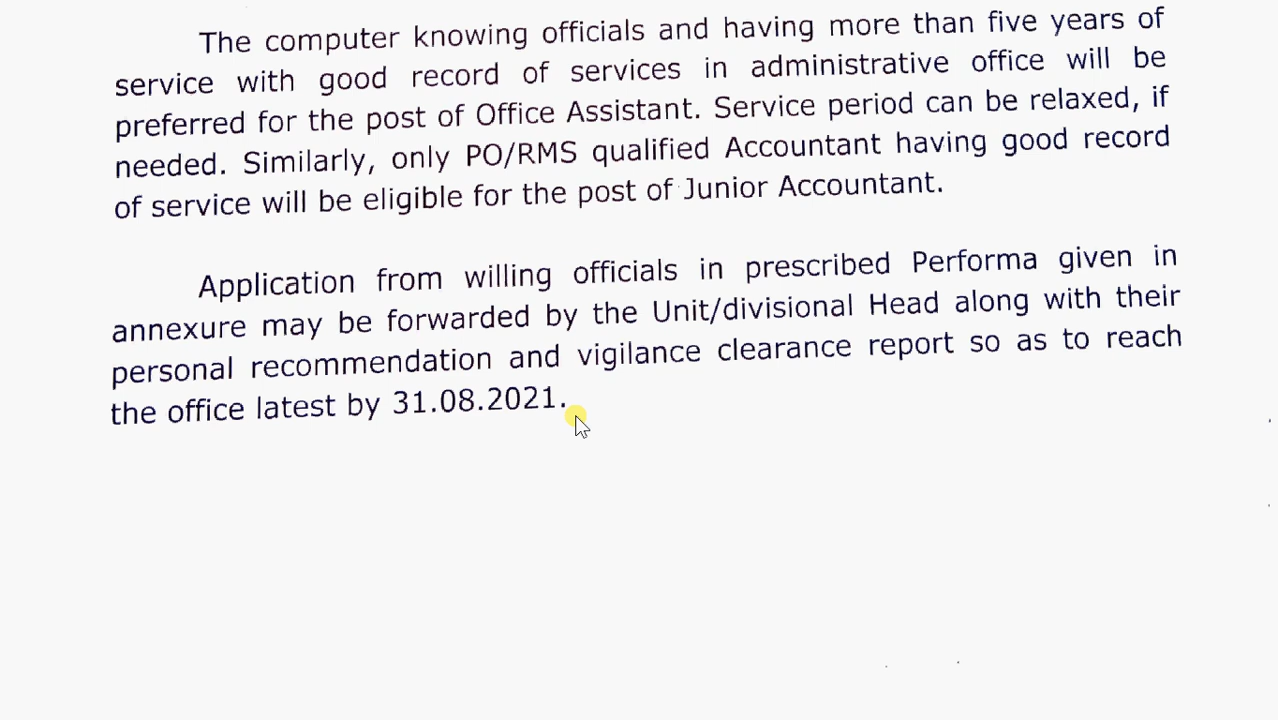 The computer knowing officials and having more than five years of
service with good record of services in administrative office will be
preferred for the post of Office Assistant. Service period can be relaxed, if
needed. Similarly, only PO/RMS qualified Accountant having good record
of service will be eligible for the post of Junior Accountant.
Application from willing officials in prescribed Performa given in
annexure may be forwarded by the Unit/divisional Head along with their
personal recommendation and vigilance clearance report so as to reach
the office latest by 31.08.2021.